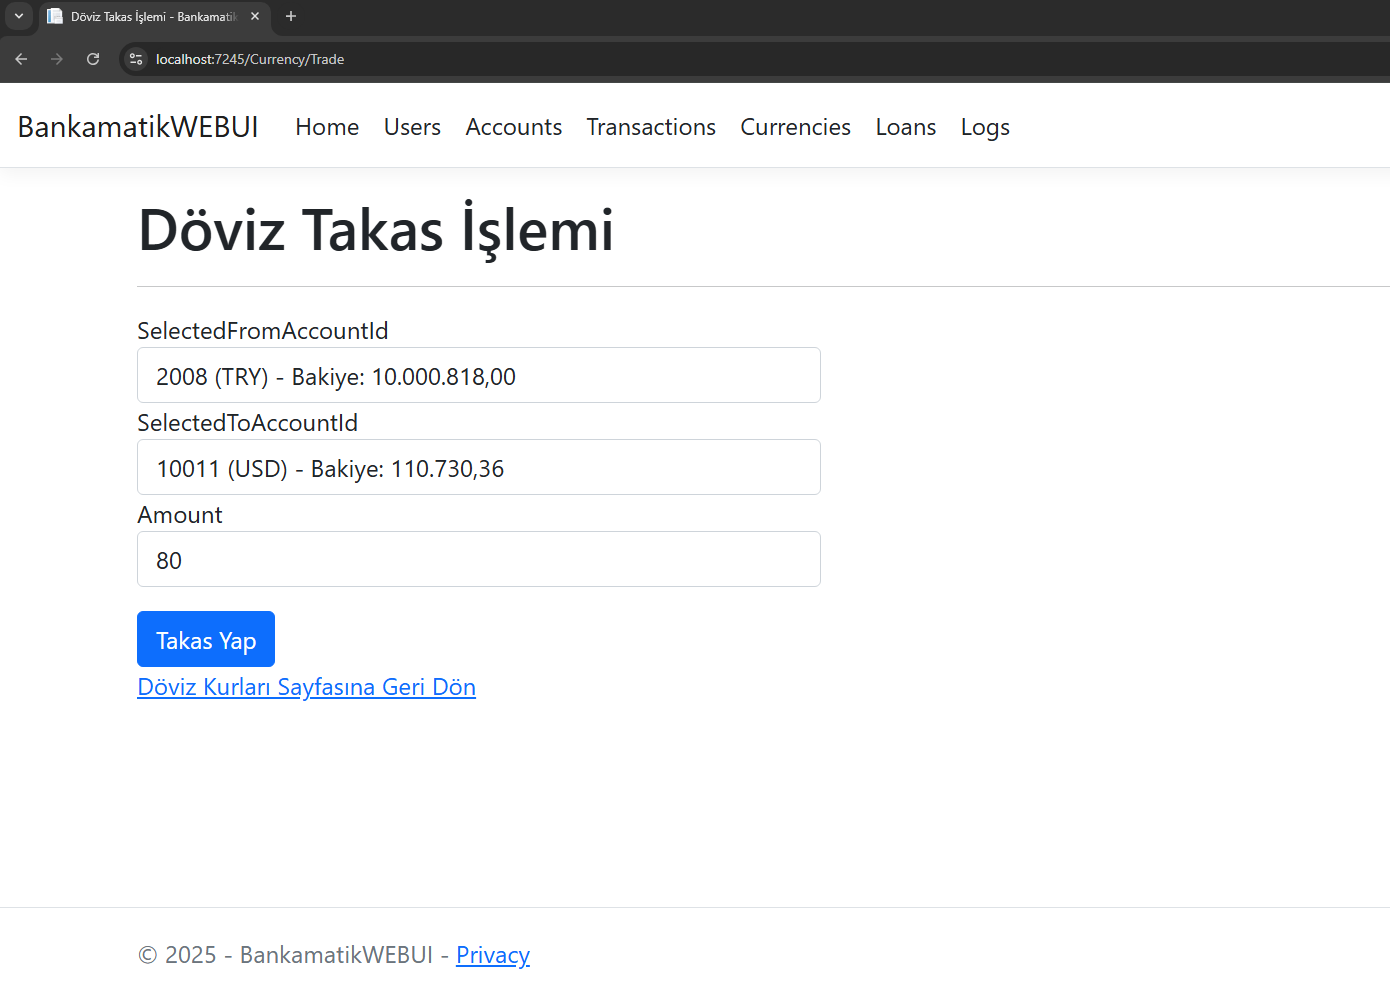 Döviz Takas İşlemi - Bankamatik
localhost:7245/Currency/Trade
BankamatikWEBUI Home Users Accounts Transactions Currencies Loans Logs
Döviz Takas İşlemi
SelectedFromAccountId
2008 (TRY) - Bakiye: 10.000.818,00
SelectedToAccountId
10011 (USD) - Bakiye: 110.730,36
Amount
80
Takas Yap
Döviz Kurları Sayfasına Geri Dön
© 2025 - BankamatikWEBUI - Privacy